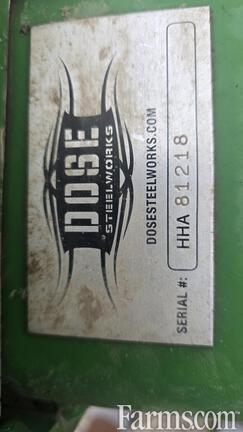 DOSE
STEELWORKS
DOSESTEELWORKS.COM
SERIAL #: HHA 81218
Farms.com